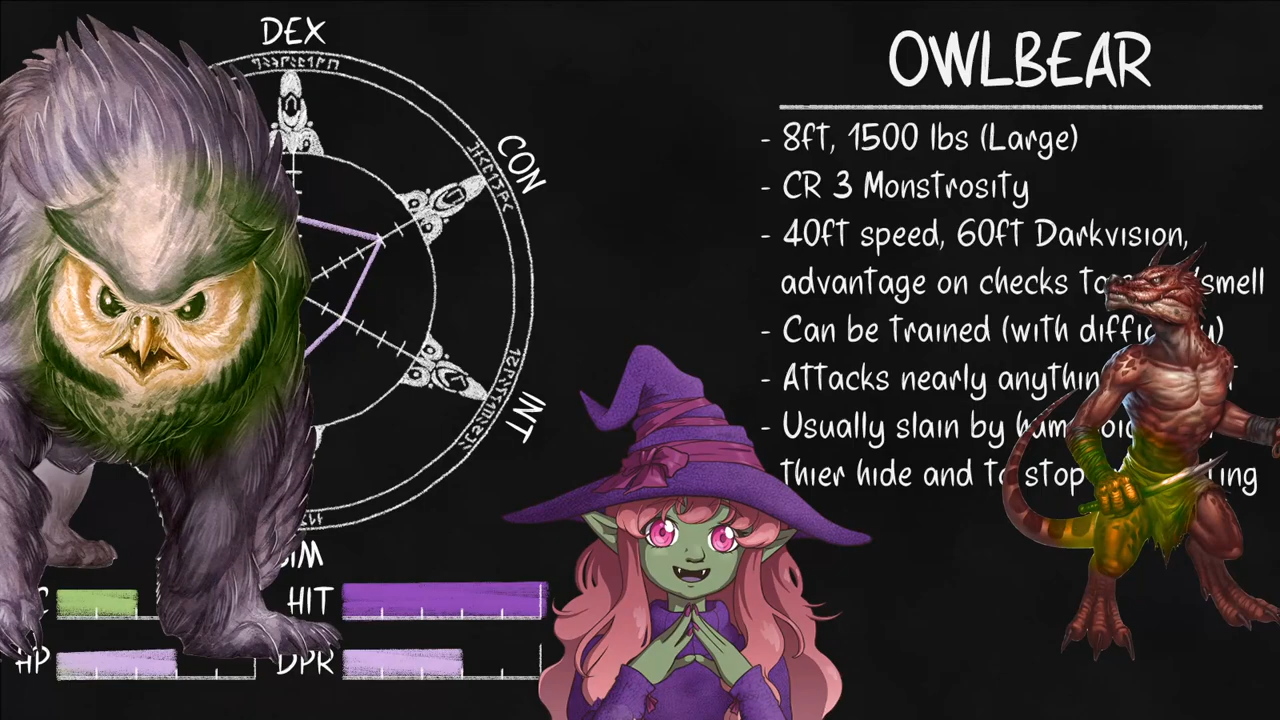 DEX
CON
INT
HIT
HP
DPR
OWLBEAR
- 8ft, 1500 lbs (Large)
- CR 3 Monstrosity
- 40ft speed, 60ft Darkvision,
advantage on checks smell
- Can be trained (with
- Attacks nearly
- Usually slain by
thier hide and to stop